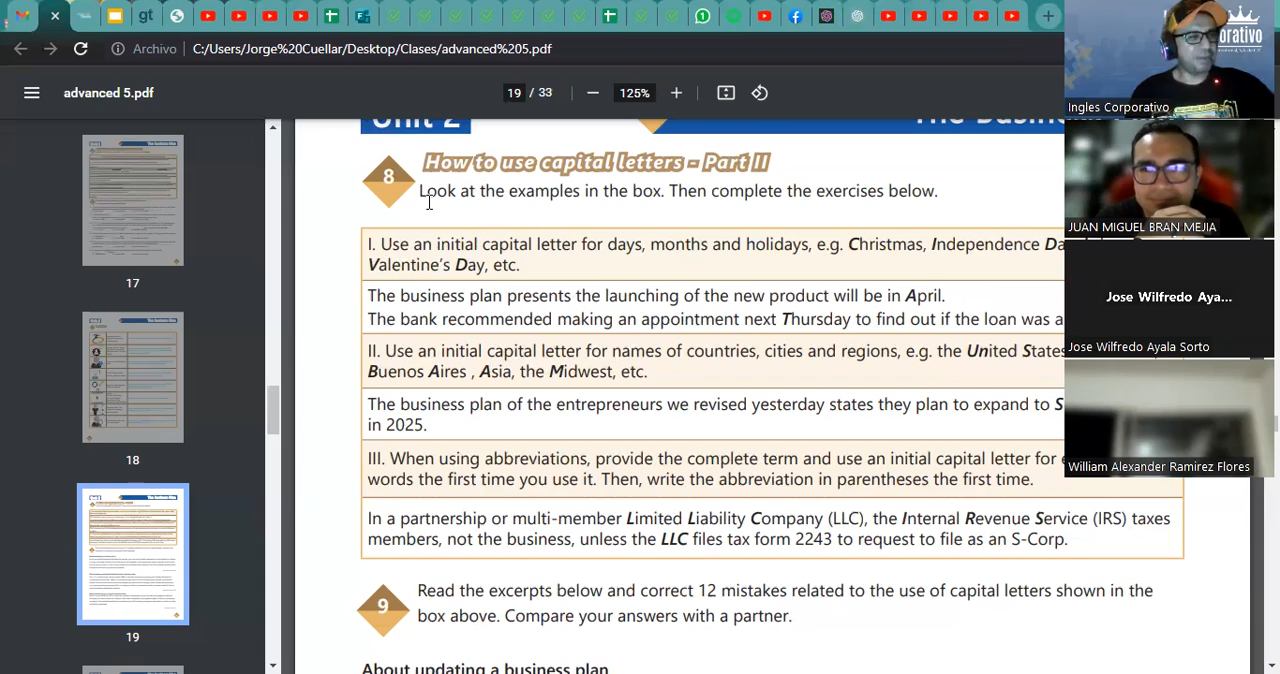 gt
1
Archivo
C:/Users/Jorge%20Cuellar/Desktop/Clases/advanced%205.pdf
advanced 5.pdf
19 / 33
125%
17
18
19
Unit 2
8
How to use capital letters - Part II
Look at the examples in the box. Then complete the exercises below.
I. Use an initial capital letter for days, months and holidays, e.g. Christmas, Independence Da
Valentine's Day, etc.
The business plan presents the launching of the new product will be in April.
The bank recommended making an appointment next Thursday to find out if the loan was a
II. Use an initial capital letter for names of countries, cities and regions, e.g. the United States
Buenos Aires , Asia, the Midwest, etc.
The business plan of the entrepreneurs we revised yesterday states they plan to expand to S
in 2025.
III. When using abbreviations, provide the complete term and use an initial capital letter for e
words the first time you use it. Then, write the abbreviation in parentheses the first time.
In a partnership or multi-member Limited Liability Company (LLC), the Internal Revenue Service (IRS) taxes
members, not the business, unless the LLC files tax form 2243 to request to file as an S-Corp.
9
Read the excerpts below and correct 12 mistakes related to the use of capital letters shown in the
box above. Compare your answers with a partner.
About updating a business plan
orativo
Ingles Corporativo
JUAN MIGUEL BRAN MEJIA
Jose Wilfredo Aya...
Jose Wilfredo Ayala Sorto
William Alexander Ramirez Flores